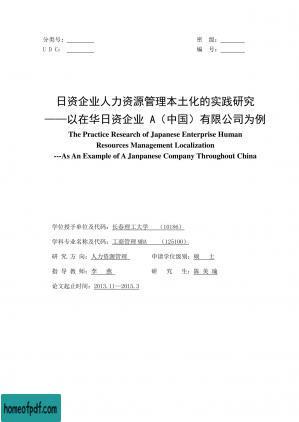 分类号：　　　　密 级：
U D C：　　　　编 号：
日资企业人力资源管理本土化的实践研究
——以在华日资企业 A（中国）有限公司为例
The Practice Research of Japanese Enterprise Human
Resources Management Localization
---As An Example of A Janpanese Company Throughout China
学位授予单位及代码：长春理工大学 （10186）
学科专业名称及代码：工商管理 MBA （125100）
研 究 方 向：人力资源管理　　申请学位级别：硕 士
指 导 教 师：李 燕　　研 究 生：陈 美 瑜
论文起止时间：2013.11—2015.3
homeofpdf.com